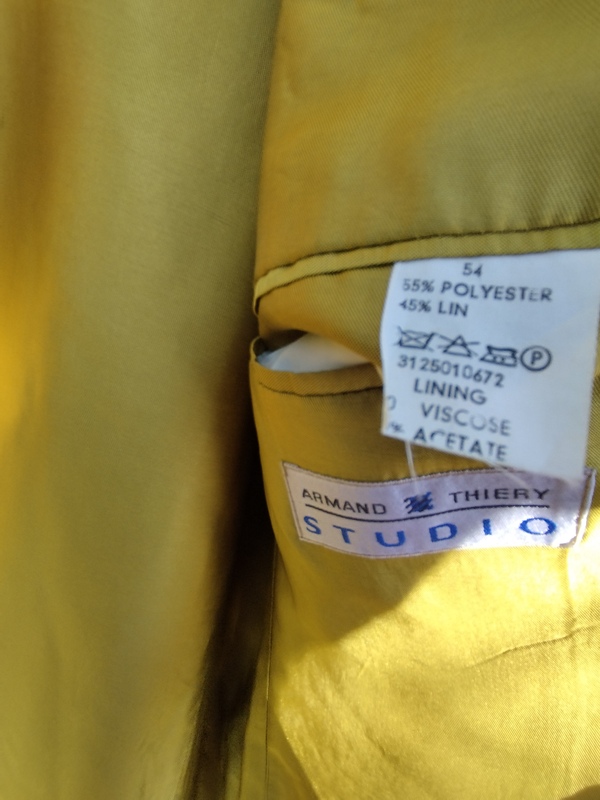 54
55% POLYESTER
45% LIN
P
3125010672
LINING
VISCOSE
% ACETATE
ARMAND THIERY
STUDIO